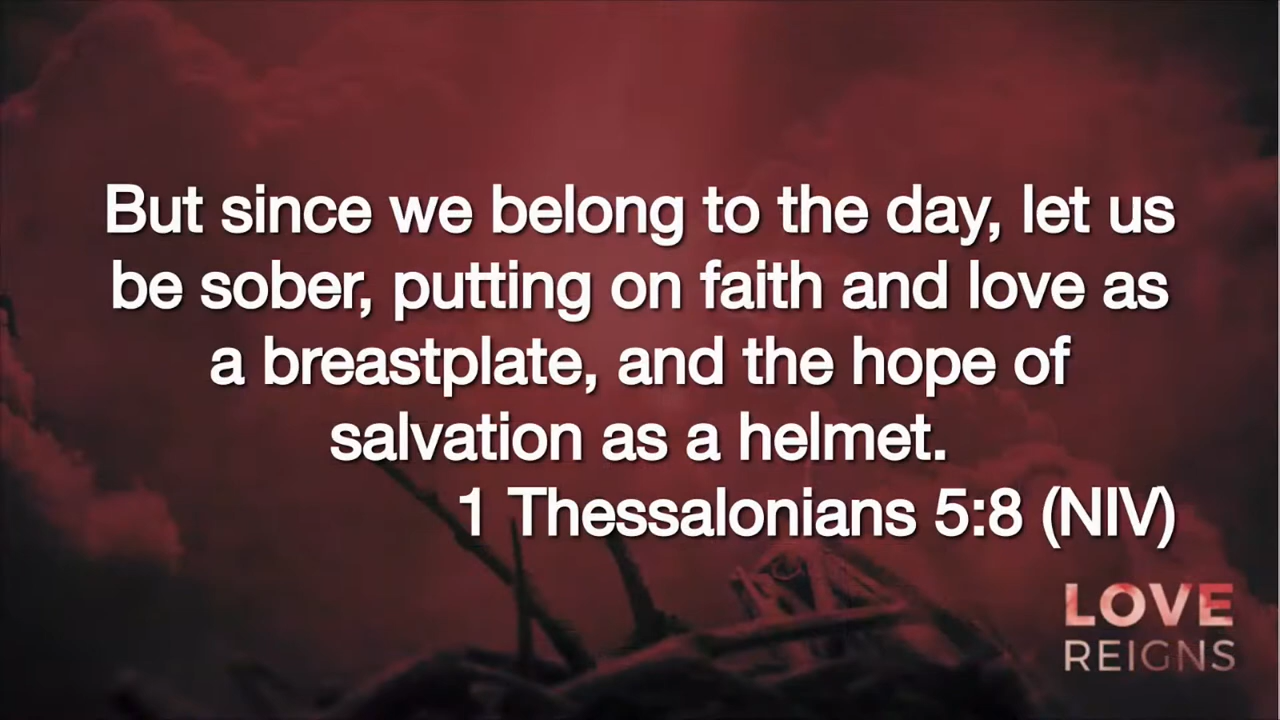 But since we belong to the day, let us
be sober, putting on faith and love as
a breastplate, and the hope of
salvation as a helmet.
1 Thessalonians 5:8 (NIV)
LOVE
REIGNS